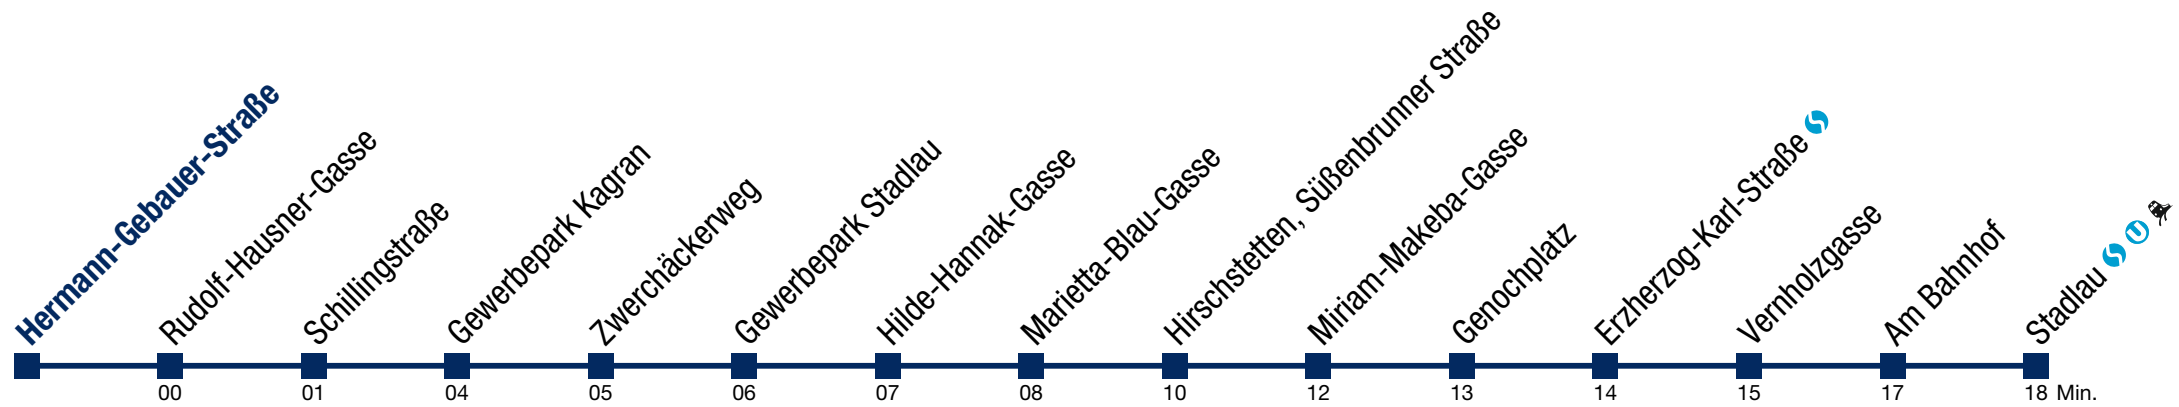 Hermann-Gebauer-Straße
Rudolf-Hausner-Gasse
Schillingstraße
Gewerbepark Kagran
Zwerchäckerweg
Gewerbepark Stadlau
Hilde-Hannak-Gasse
Marietta-Blau-Gasse
Hirschstetten, Süßenbrunner Straße
Miriam-Makeba-Gasse
Genochplatz
Erzherzog-Karl-Straße S
Vernholzgasse
Am Bahnhof
Stadlau S U
00 01 04 05 06 07 08 10 12 13 14 15 17 18 Min.